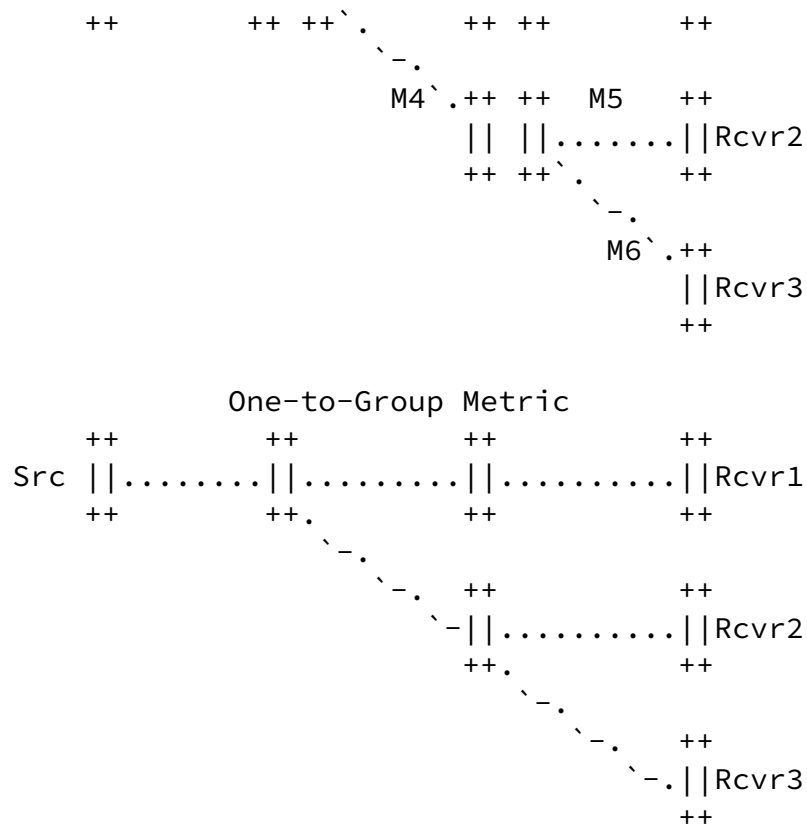 ++        ++ ++`.      ++ ++        ++
                     `-.
                     M4`.++ ++  M5   ++
                         || ||.......||Rcvr2
                         ++ ++`.     ++
                                `-.
                                 M6`.++
                                     ||Rcvr3
                                     ++
            One-to-Group Metric
    ++         ++          ++          ++
Src ||........||.........||..........||Rcvr1
    ++         ++.         ++          ++
                 `-.
                    `-.    ++          ++
                       `-||..........||Rcvr2
                          ++.          ++
                             `-.
                                `-.    ++
                                   `-.||Rcvr3
                                       ++